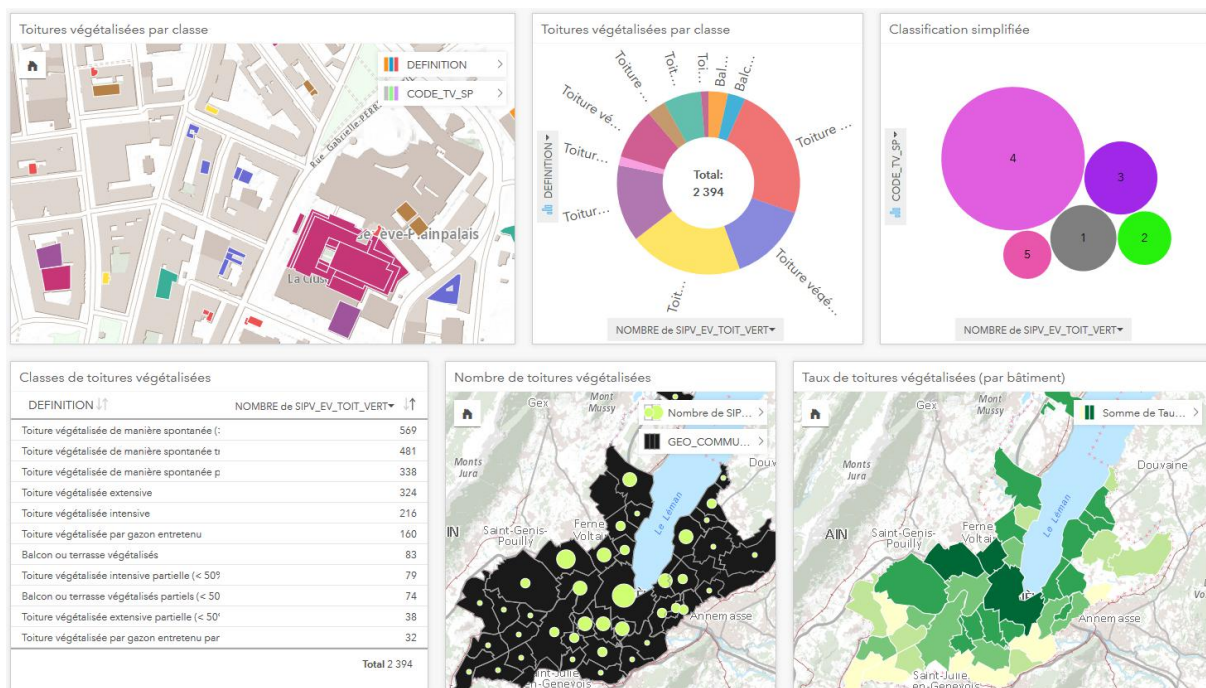 Toitures végétalisées par classe
DEFINITION
CODE_TV_SP
Rue Gabrielle-PERR
La Cluse
Toitures végétalisées par classe
Toiture ...
Toit...
Toi...
Bal...
Balc...
Toiture ...
Toiture végé...
Toit...
Toitur...
Toitur...
Toiture vé...
Total:
2 394
DEFINITION
NOMBRE de SIPV_EV_TOIT_VERT
Classification simplifiée
4
3
1
2
5
CODE_TV_SP
NOMBRE de SIPV_EV_TOIT_VERT
Classes de toitures végétalisées
DEFINITION NOMBRE de SIPV_EV_TOIT_VERT
Toiture végétalisée de manière spontanée (: 569
Toiture végétalisée de manière spontanée tr 481
Toiture végétalisée de manière spontanée p 338
Toiture végétalisée extensive 324
Toiture végétalisée intensive 216
Toiture végétalisée par gazon entretenu 160
Balcon ou terrasse végétalisés 83
Toiture végétalisée intensive partielle (< 50% 79
Balcon ou terrasse végétalisés partiels (< 50 74
Toiture végétalisée extensive partielle (< 50% 38
Toiture végétalisée par gazon entretenu par 32
Total 2 394
Nombre de toitures végétalisées
Nombre de SIP...
GEO_COMMU...
Gex
Mont
Mussy
Monts
Jura
Douv
Le Léman
IN
Saint-Genis-
Pouilly
Ferne
Voltai
Annemasse
Saint-Julie
en-Genevois
Taux de toitures végétalisées (par bâtiment)
Somme de Tau...
Gex
Mont
Mussy
Monts
Jura
Douvaine
Le Léman
AIN
Saint-Genis-
Pouilly
Ferne
Voltai
Annemasse
Saint-Julie
en-Genevois